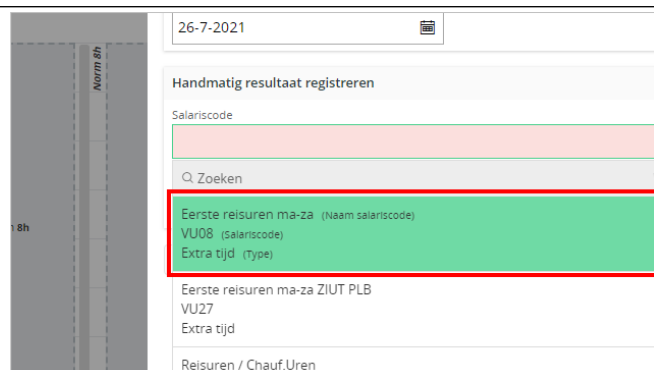 26-7-2021
Norm 8h
Handmatig resultaat registreren
Salariscode
Zoeken
Eerste reisuren ma-za (Naam salariscode)
VU08 (Salariscode)
8h
Extra tijd (Type)
Eerste reisuren ma-za ZIUT PLB
VU27
Extra tijd
Reisuren / Chauf.Uren